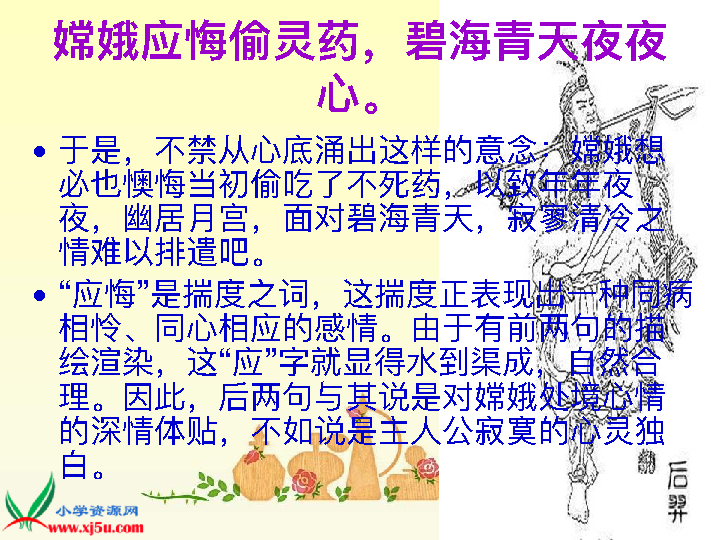 嫦娥应悔偷灵药，碧海青天夜夜
心。
• 于是，不禁从心底涌出这样的意念：嫦娥想
必也懊悔当初偷吃了不死药，以致年年夜
夜，幽居月宫，面对碧海青天，寂寥清冷之
情难以排遣吧。
• “应悔”是揣度之词，这揣度正表现出一种同病
相怜、同心相应的感情。由于有前两句的描
绘渲染，这“应”字就显得水到渠成，自然合
理。因此，后两句与其说是对嫦娥处境心情
的深情体贴，不如说是主人公寂寞的心灵独
白。
后羿
小学资源网
www.xj5u.com